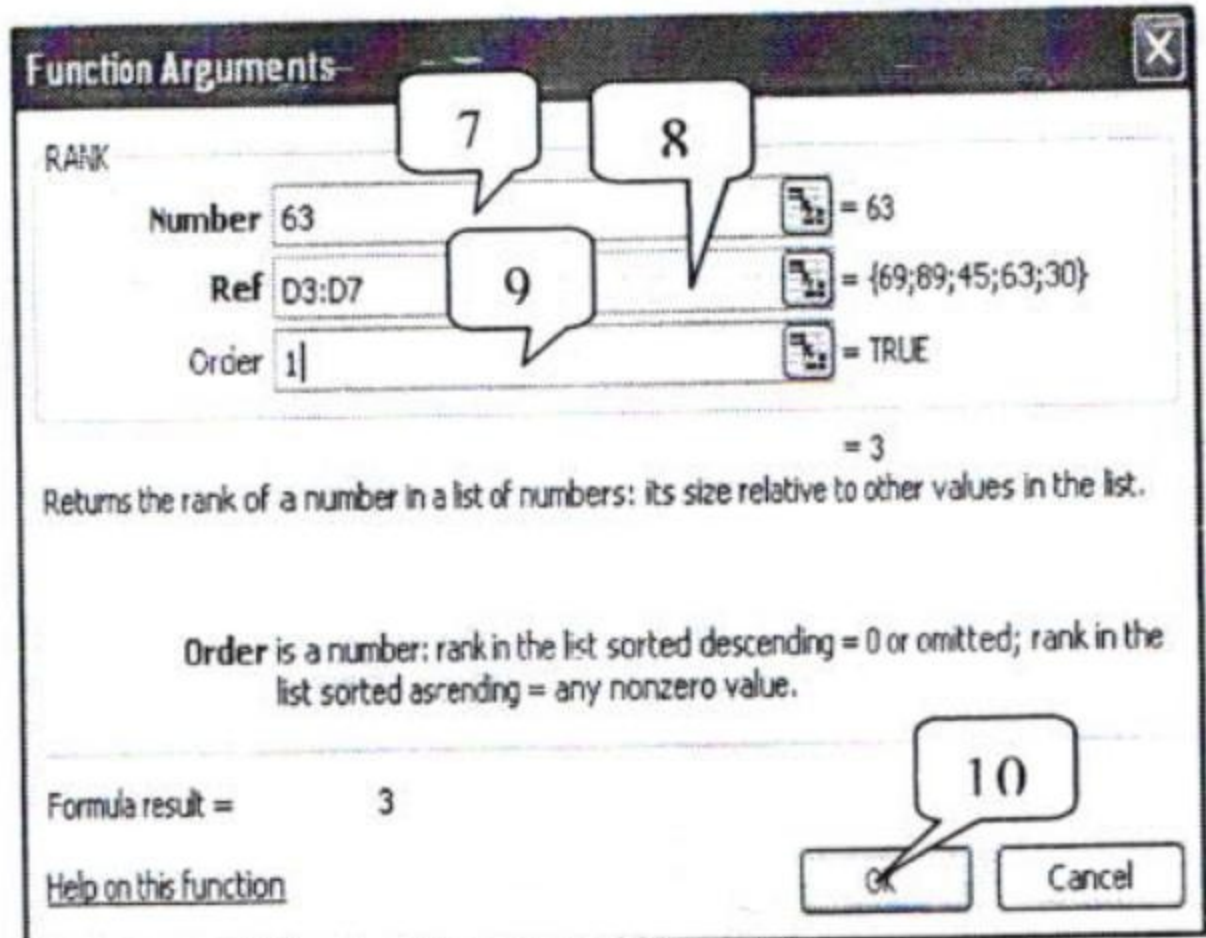 Function Arguments
7
8
RANK
Number 63 = 63
9
Ref D3:D7 = {69;89;45;63;30}
Order 1 = TRUE
= 3
Returns the rank of a number in a list of numbers: its size relative to other values in the list.
Order is a number: rank in the list sorted descending = 0 or omitted; rank in the
list sorted ascending = any nonzero value.
10
Formula result = 3
Help on this function
OK
Cancel